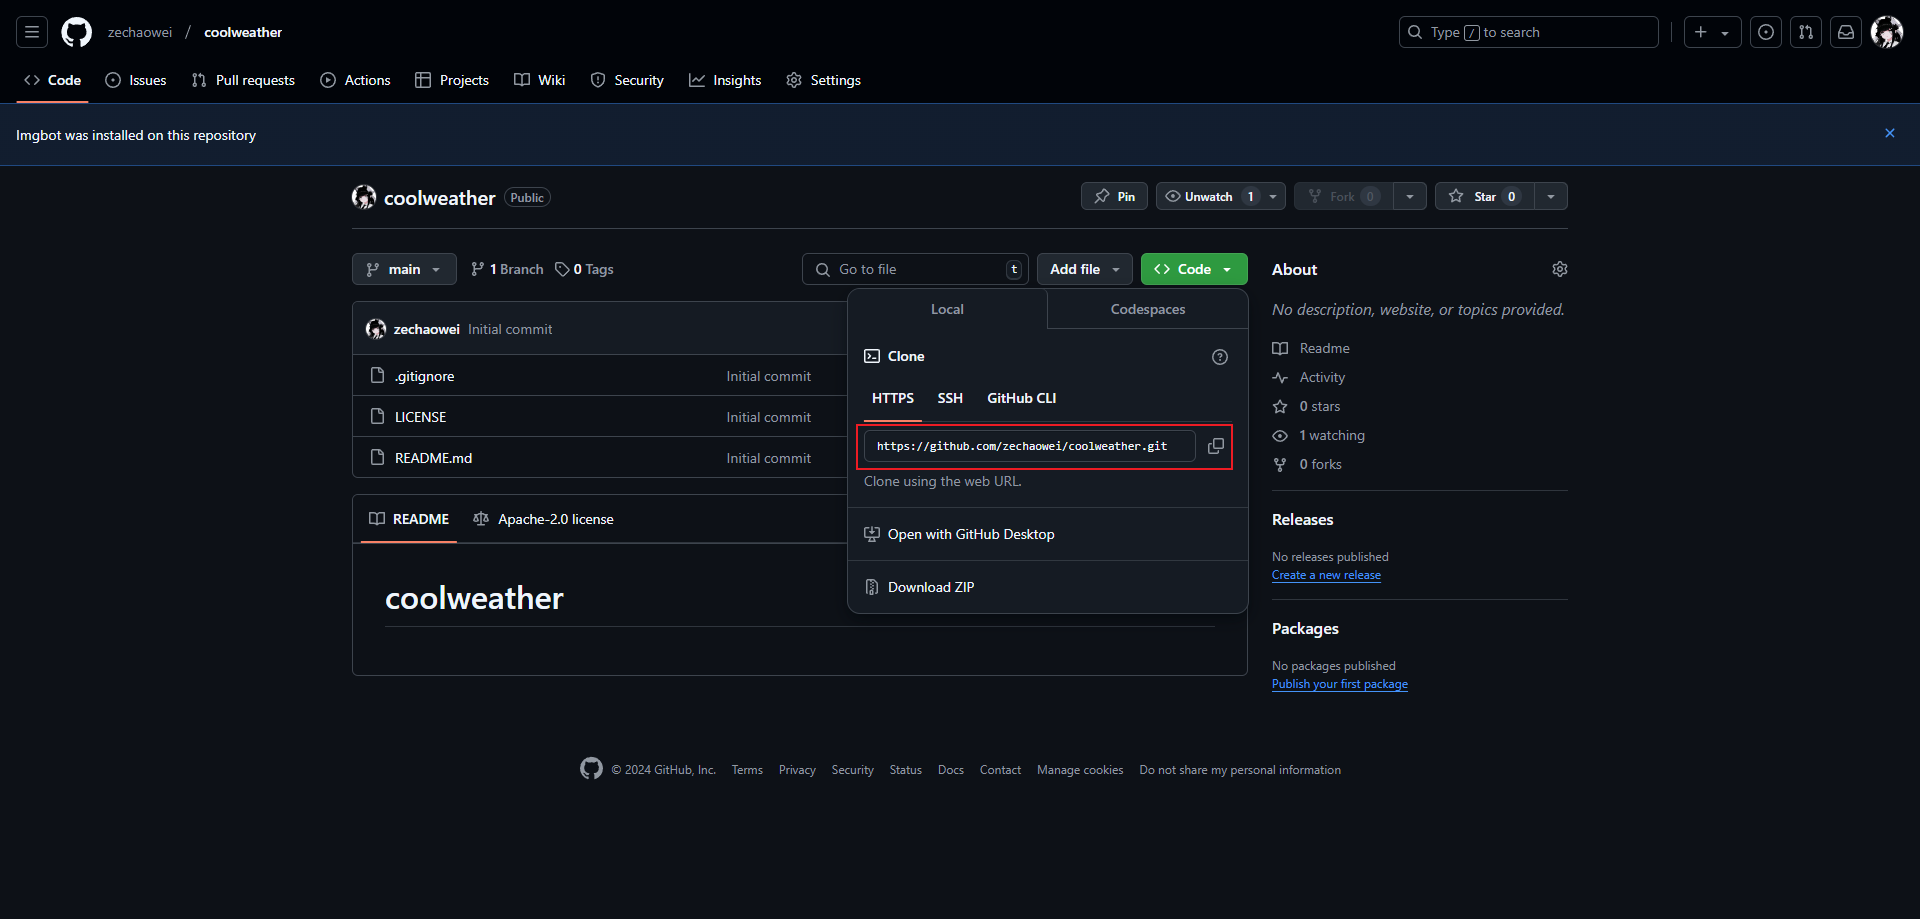 zechaowei / coolweather
Type / to search
Code Issues Pull requests Actions Projects Wiki Security Insights Settings
Imgbot was installed on this repository
coolweather Public
Pin Unwatch 1 Fork 0 Star 0
main 1 Branch 0 Tags
Go to file t Add file Code
zechaowei Initial commit
.gitignore Initial commit
LICENSE Initial commit
README.md Initial commit
README Apache-2.0 license
coolweather
Local Codespaces
Clone
HTTPS SSH GitHub CLI
https://github.com/zechaowei/coolweather.git
Clone using the web URL.
Open with GitHub Desktop
Download ZIP
About
No description, website, or topics provided.
Readme
Activity
0 stars
1 watching
0 forks
Releases
No releases published
Create a new release
Packages
No packages published
Publish your first package
© 2024 GitHub, Inc. Terms Privacy Security Status Docs Contact Manage cookies Do not share my personal information